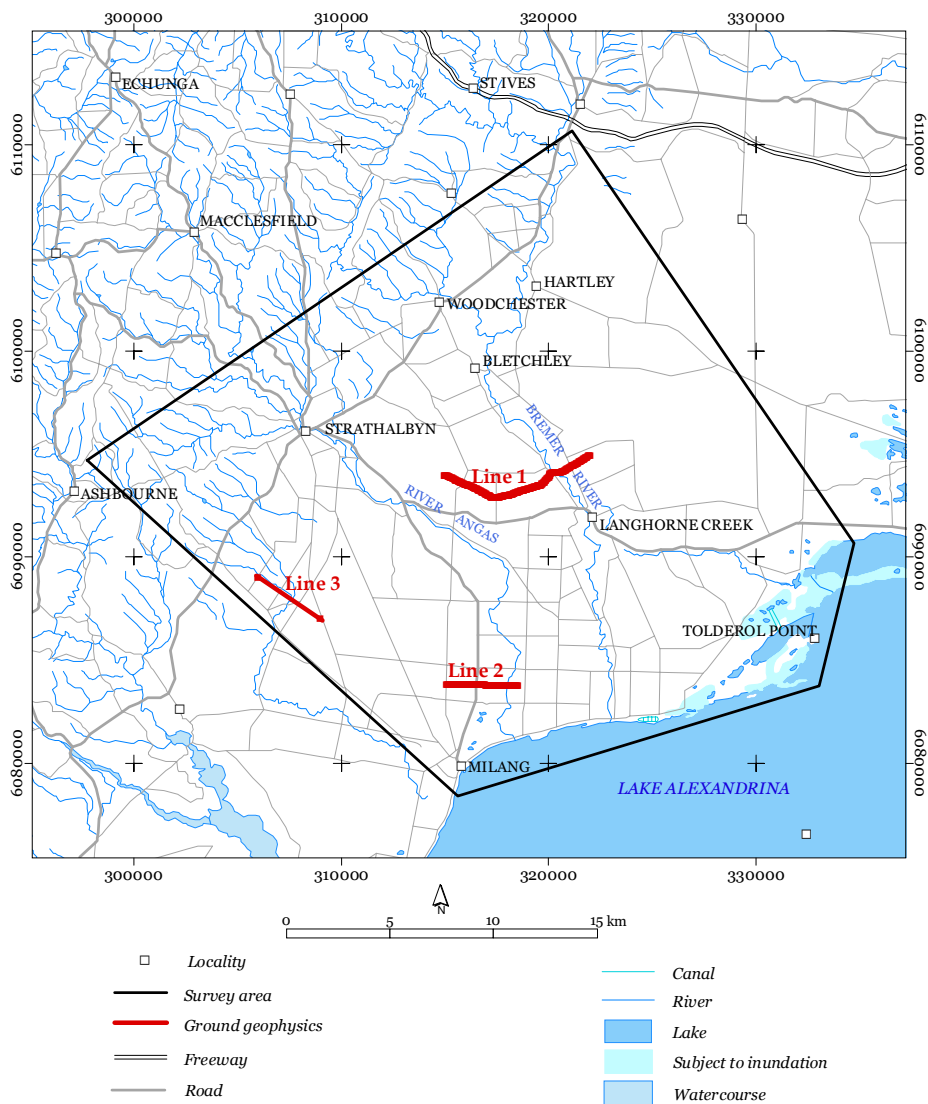 300000 310000 320000 330000
ECHUNGA
ST IVES
6110000
6110000
MACCLESFIELD
HARTLEY
WOODCHESTER
6100000
6100000
BLETCHLEY
BREMER RIVER
STRATHALBYN
Line 1
ASHBOURNE
RIVER ANGAS
LANGHORNE CREEK
6090000
6090000
Line 3
TOLDEROL POINT
Line 2
6080000
6080000
MILANG
LAKE ALEXANDRINA
300000 310000 320000 330000
N
0 5 10 15 km
Locality
Survey area
Ground geophysics
Freeway
Road
Canal
River
Lake
Subject to inundation
Watercourse